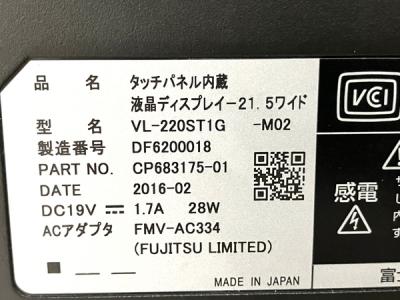 品 名 タッチパネル内蔵
液晶ディスプレイ－21.5ワイド
型 名 VL-220ST1G -M02
製造番号 DF6200018
PART NO. CP683175-01
DATE 2016-02
DC19V 1.7A 28W
ACアダプタ FMV-AC334
(FUJITSU LIMITED)
MADE IN JAPAN
VCI
感電
富士